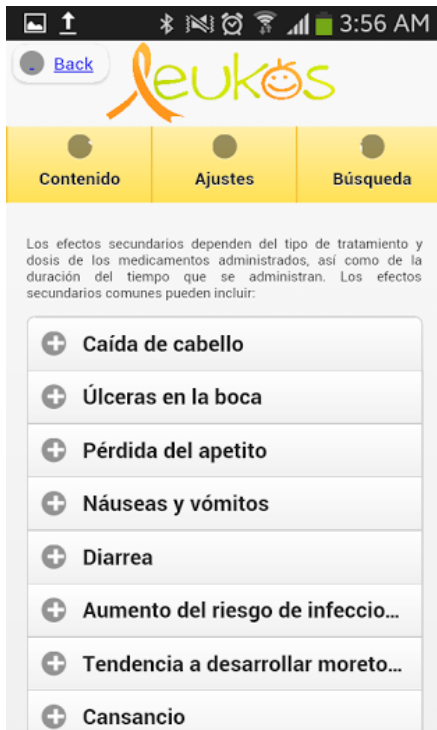 3:56 AM
Back
leukos
Contenido
Ajustes
Búsqueda
Los efectos secundarios dependen del tipo de tratamiento y
dosis de los medicamentos administrados, así como de la
duración del tiempo que se administran. Los efectos
secundarios comunes pueden incluir:
Caída de cabello
Úlceras en la boca
Pérdida del apetito
Náuseas y vómitos
Diarrea
Aumento del riesgo de infeccio...
Tendencia a desarrollar moreto...
Cansancio